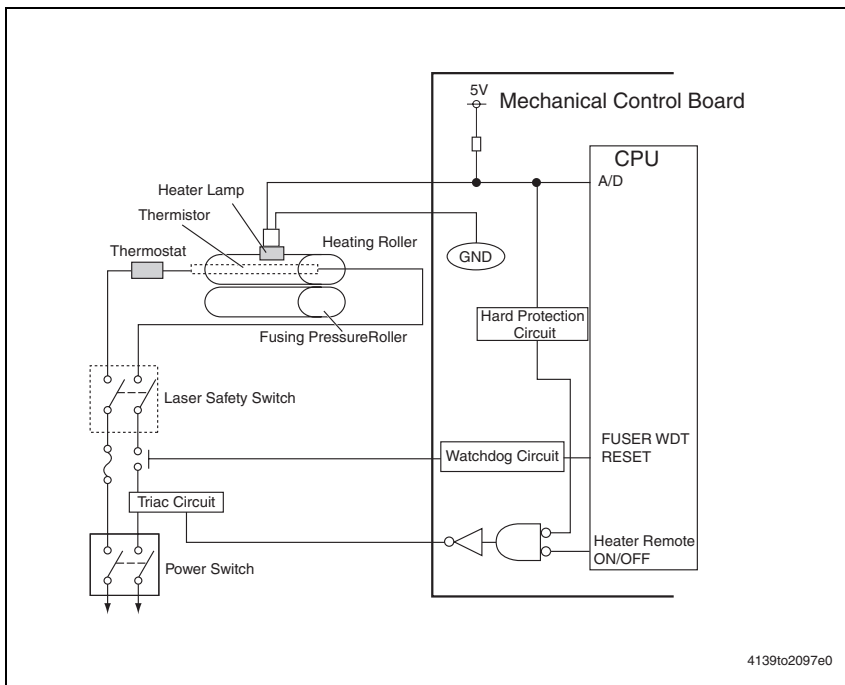 5V
Mechanical Control Board
CPU
A/D
Heater Lamp
Thermistor
Heating Roller
Thermostat
GND
Hard Protection
Circuit
Fusing PressureRoller
Laser Safety Switch
FUSER WDT
RESET
Watchdog Circuit
Triac Circuit
Heater Remote
ON/OFF
Power Switch
4139to2097e0